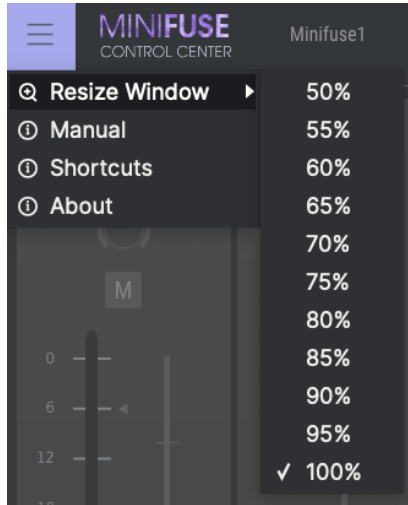 MINIFUSE
CONTROL CENTER
Minifuse1
Resize Window
Manual
Shortcuts
About
50%
55%
60%
65%
70%
75%
80%
85%
90%
95%
✓ 100%
M
0
6
12